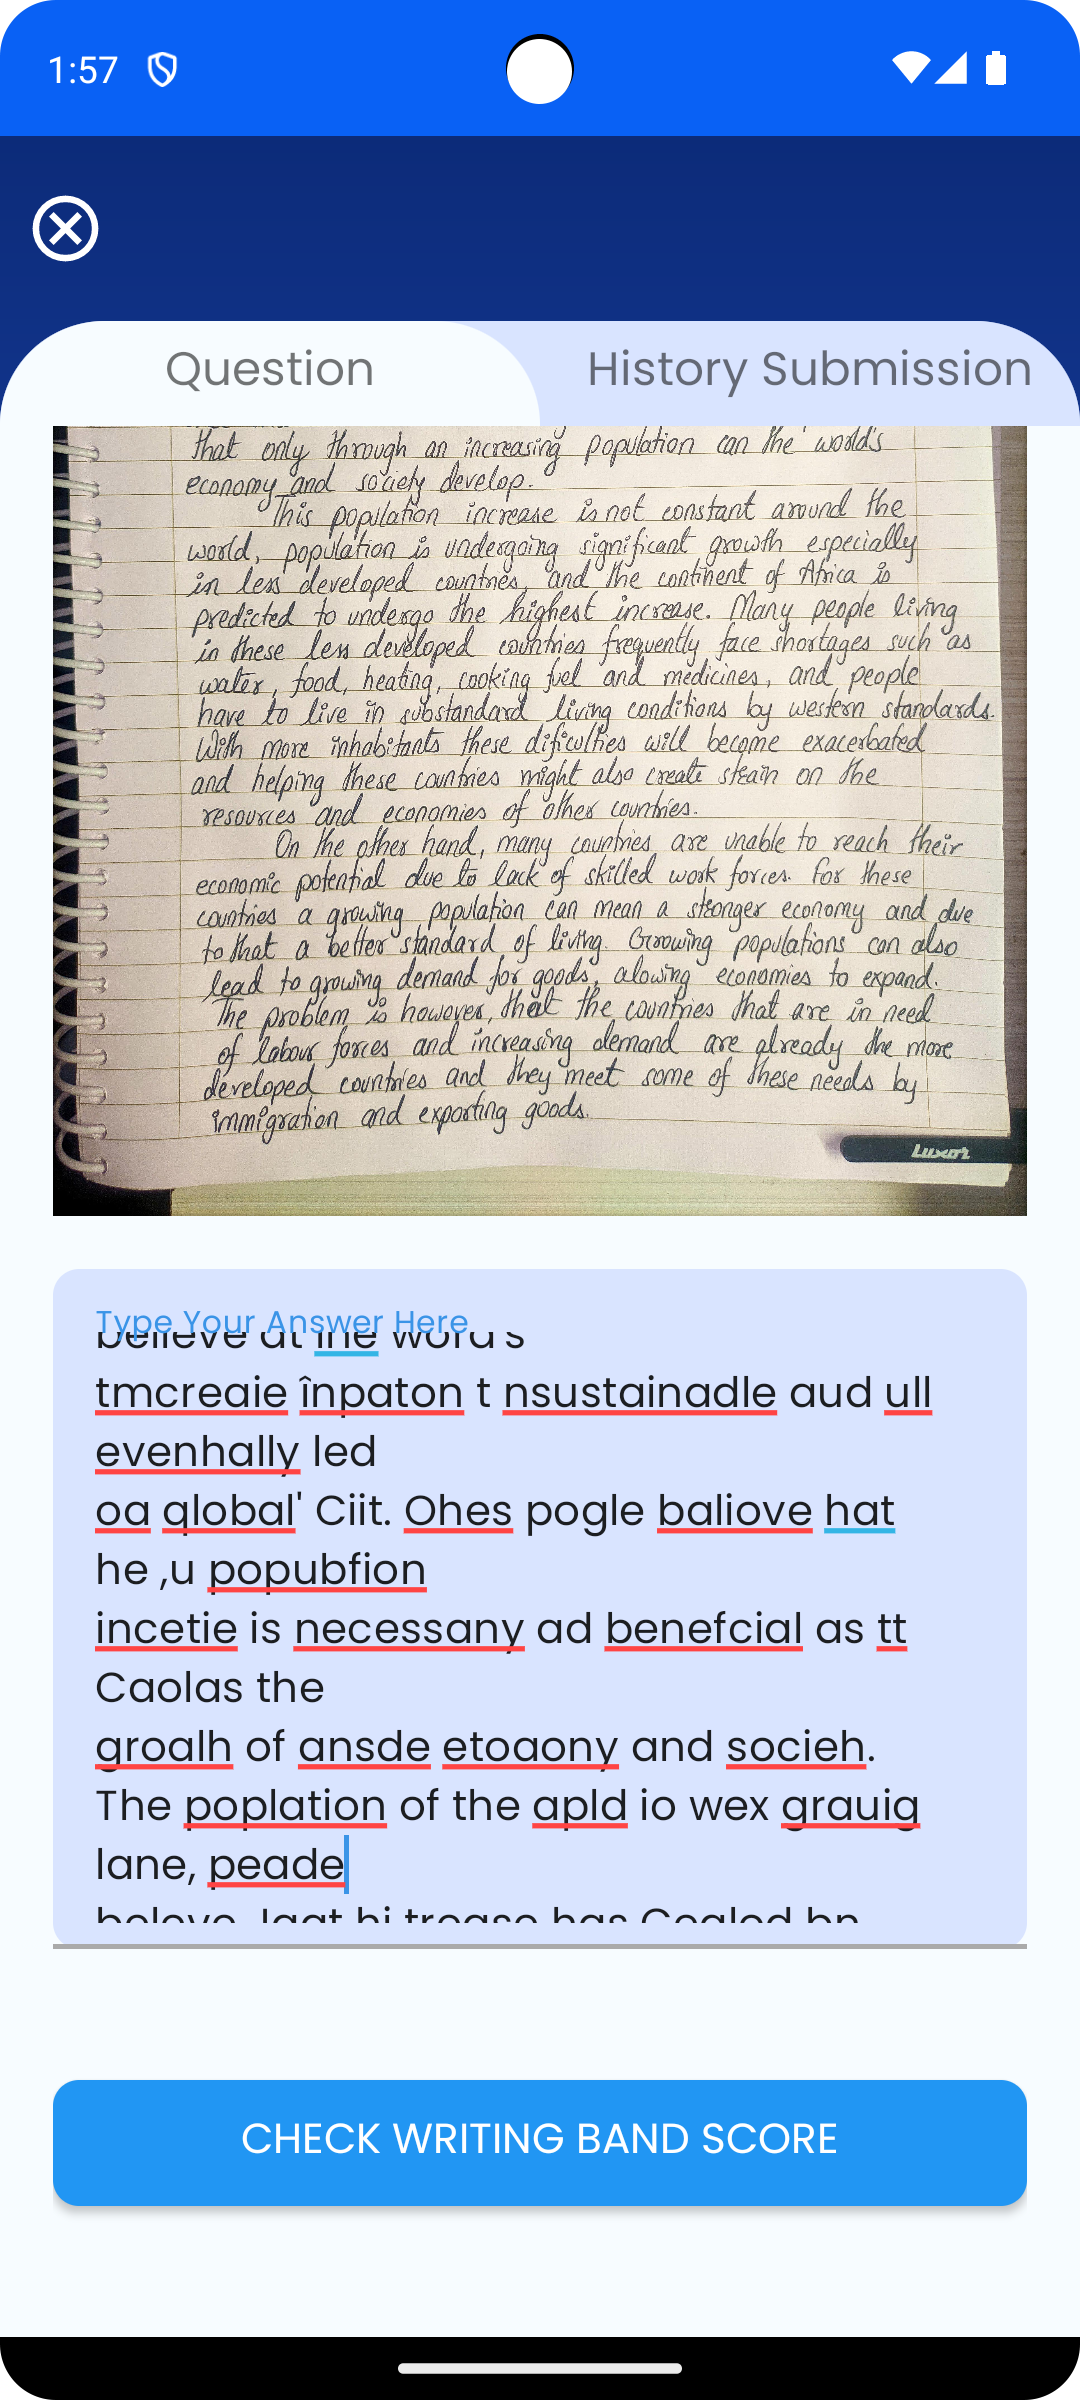 1:57
Question
History Submission
that only through an increasing population can the world's
economy and society develop.
This population increase is not constant around the
world, population is undergoing significant growth especially
in less developed countries, and the continent of Africa is
predicted to undergo the highest increase. Many people living
in these less developed countries frequently face shortages such as
water, food, heating, cooking fuel and medicines, and people
have to live in substandard living conditions by western standards.
With more inhabitants these dificulties will become exacerbated
and helping these countries might also create strain on the
resources and economies of other countries.
On the other hand, many countries are unable to reach their
economic potential due to lack of skilled work forces. For these
countries a growing population can mean a stronger economy and due
to that a better standard of living. Growing populations can also
lead to growing demand for goods, alowing economies to expand.
The problem is however, that the countries that are in need
of labour forces and increasing demand are already the more
developed countries and they meet some of these needs by
immigration and exporting goods.
Luxor
Type Your Answer Here
believe at ine word's
tmcreaie înpaton t nsustainadle aud ull
evenhally led
oa qlobal' Ciit. Ohes pogle baliove hat
he ,u popubfion
incetie is necessany ad benefcial as tt
Caolas the
groalh of ansde etoaony and socieh.
The poplation of the apld io wex grauig
lane, peade
CHECK WRITING BAND SCORE